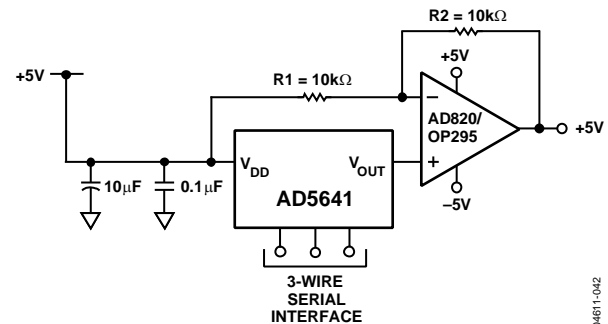 R2 = 10kΩ
+5V
R1 = 10kΩ
+5V
−
AD820/
OP295
+5V
+
−5V
VDD
VOUT
AD5641
10μF
0.1μF
3-WIRE
SERIAL
INTERFACE
04611-042